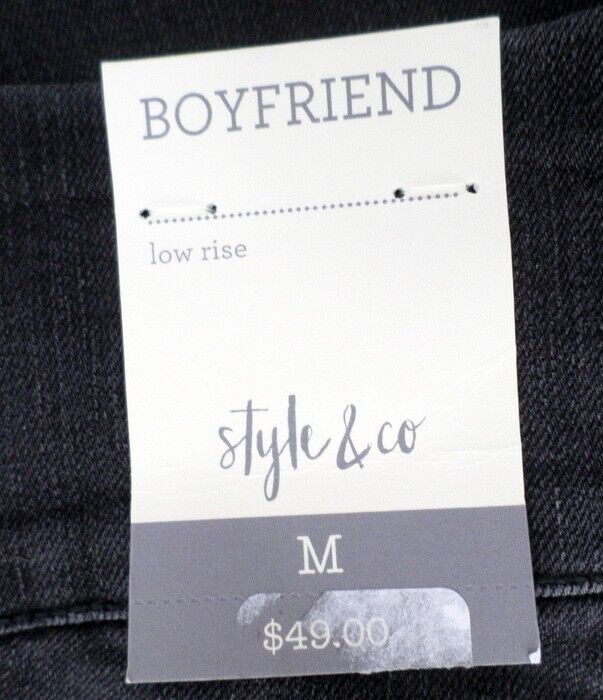 BOYFRIEND
low rise
style & co
M
$49.00